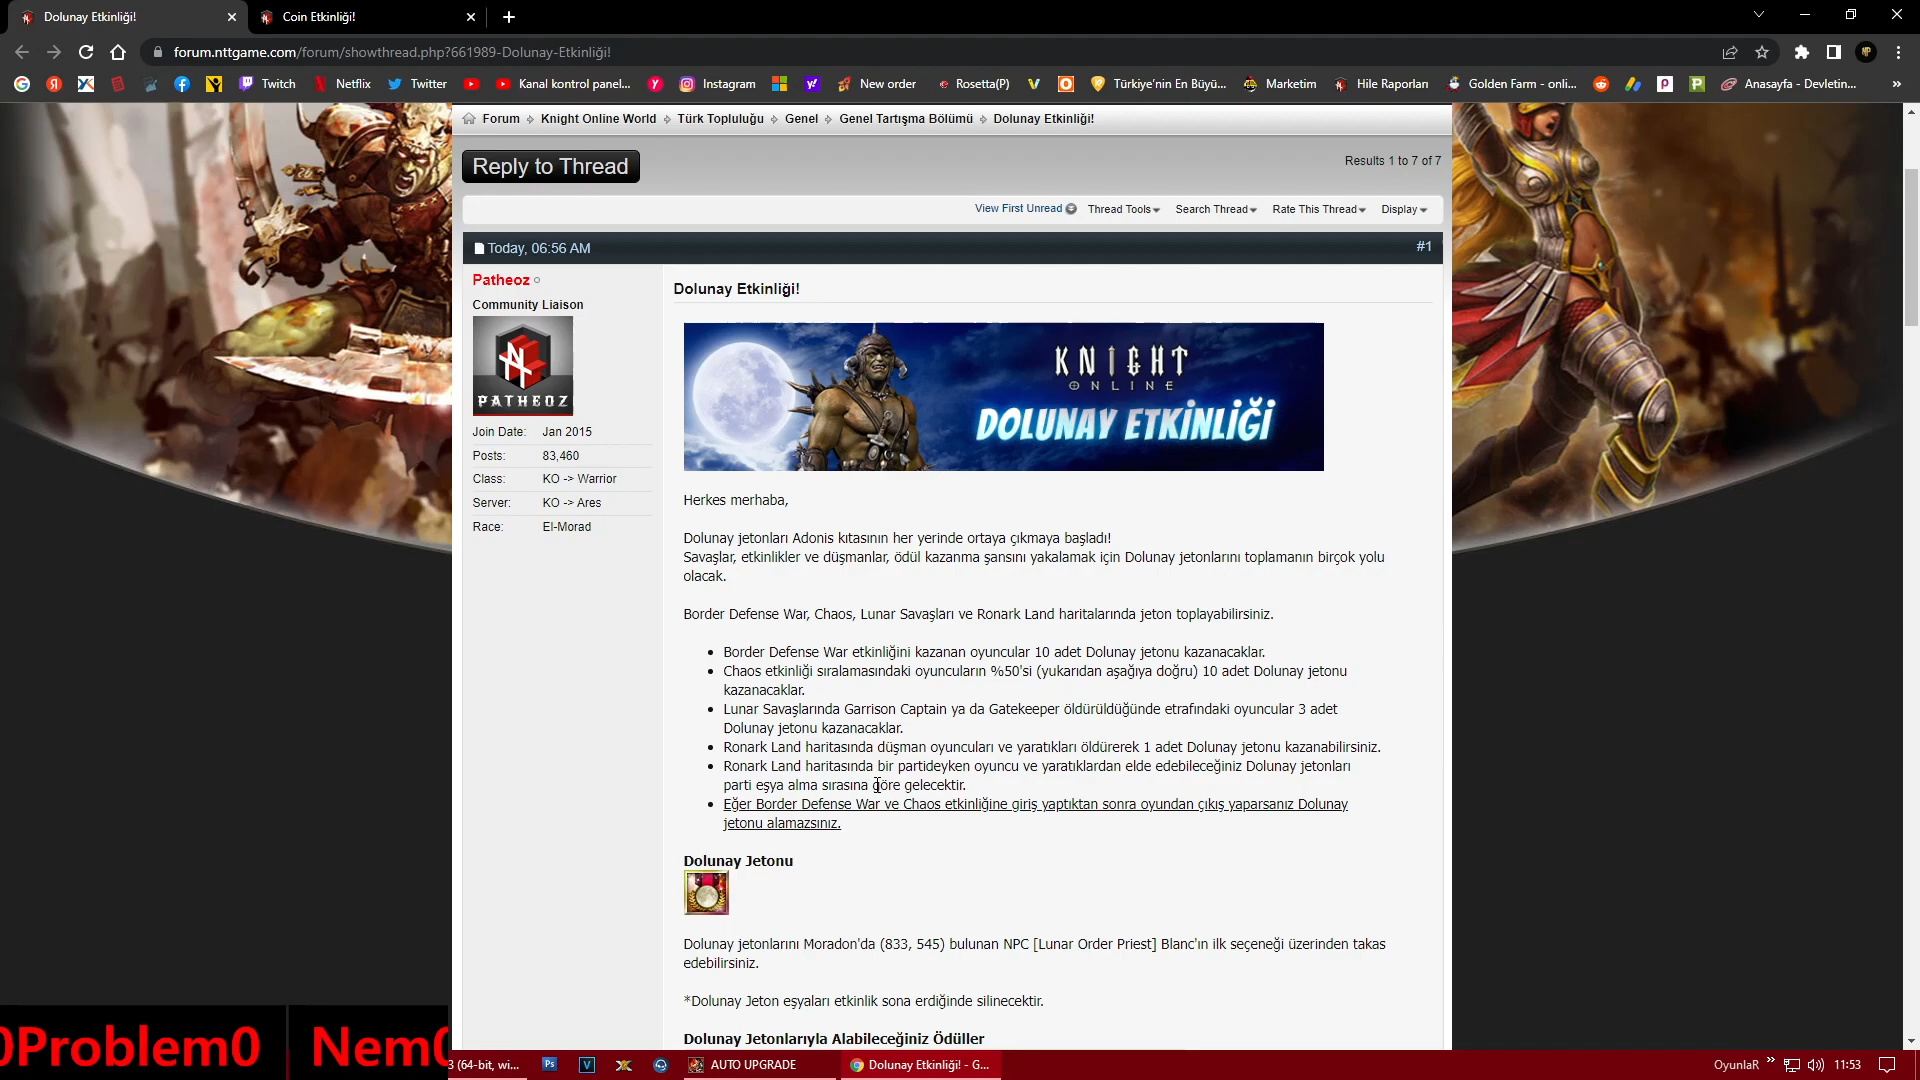 Dolunay Etkinliği!
Coin Etkinliği!
forum.nttgame.com/forum/showthread.php?661989-Dolunay-Etkinliği!
Twitch
Netflix
Twitter
Kanal kontrol panel...
Instagram
New order
Rosetta(P)
Türkiye'nin En Büyü...
Marketim
Hile Raporları
Golden Farm - onli...
Anasayfa - Devletin...
Forum Knight Online World Türk Topluluğu Genel Genel Tartışma Bölümü Dolunay Etkinliği!
Reply to Thread
Results 1 to 7 of 7
View First Unread Thread Tools Search Thread Rate This Thread Display
Today, 06:56 AM
#1
Patheoz
Community Liaison
PATHEOZ
Join Date: Jan 2015
Posts: 83,460
Class: KO -> Warrior
Server: KO -> Ares
Race: El-Morad
Dolunay Etkinliği!
KNIGHT
ONLINE
DOLUNAY ETKİNLİĞİ
Herkes merhaba,
Dolunay jetonları Adonis kıtasının her yerinde ortaya çıkmaya başladı!
Savaşlar, etkinlikler ve düşmanlar, ödül kazanma şansını yakalamak için Dolunay jetonlarını toplamanın birçok yolu
olacak.
Border Defense War, Chaos, Lunar Savaşları ve Ronark Land haritalarında jeton toplayabilirsiniz.
Border Defense War etkinliğini kazanan oyuncular 10 adet Dolunay jetonu kazanacaklar.
Chaos etkinliği sıralamasındaki oyuncuların %50'si (yukarıdan aşağıya doğru) 10 adet Dolunay jetonu
kazanacaklar.
Lunar Savaşlarında Garrison Captain ya da Gatekeeper öldürüldüğünde etrafındaki oyuncular 3 adet
Dolunay jetonu kazanacaklar.
Ronark Land haritasında düşman oyuncuları ve yaratıkları öldürerek 1 adet Dolunay jetonu kazanabilirsiniz.
Ronark Land haritasında bir partideyken oyuncu ve yaratıklardan elde edebileceğiniz Dolunay jetonları
parti eşya alma sırasına göre gelecektir.
Eğer Border Defense War ve Chaos etkinliğine giriş yaptıktan sonra oyundan çıkış yaparsanız Dolunay
jetonu alamazsınız.
Dolunay Jetonu
Dolunay jetonlarını Moradon'da (833, 545) bulunan NPC [Lunar Order Priest] Blanc'ın ilk seçeneği üzerinden takas
edebilirsiniz.
*Dolunay Jeton eşyaları etkinlik sona erdiğinde silinecektir.
Dolunay Jetonlarıyla Alabileceğiniz Ödüller
0Problem0
Nem0
3 (64-bit, wi...
AUTO UPGRADE
Dolunay Etkinliği! - G...
OyunlaR
11:53